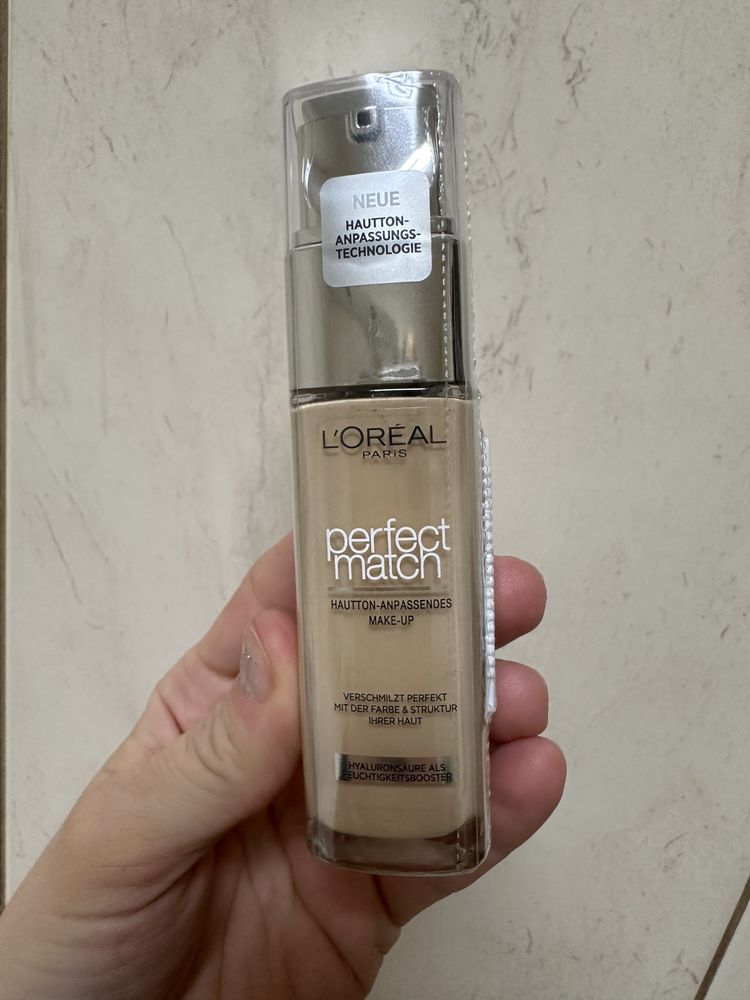 NEUE
HAUTTON-
ANPASSUNGS-
TECHNOLOGIE
L'ORÉAL
PARIS
perfect
match
HAUTTON-ANPASSENDES
MAKE-UP
VERSCHMILZT PERFEKT
MIT DER FARBE & STRUKTUR
IHRER HAUT
HYALURONSÄURE ALS
FEUCHTIGKEITSBOOSTER